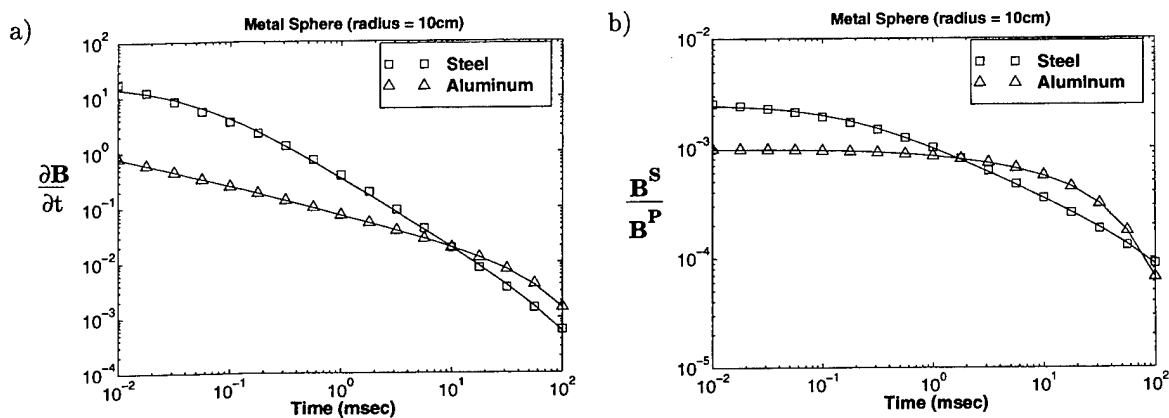 a)
Metal Sphere (radius = 10cm)
10^2
10^1
10^0
10^-1
10^-2
10^-3
10^-4
∂B
∂t
Steel
Aluminum
10^-2
10^-1
10^0
10^1
10^2
Time (msec)
b)
Metal Sphere (radius = 10cm)
10^-2
10^-3
10^-4
10^-5
B^S
B^P
Steel
Aluminum
10^-2
10^-1
10^0
10^1
10^2
Time (msec)